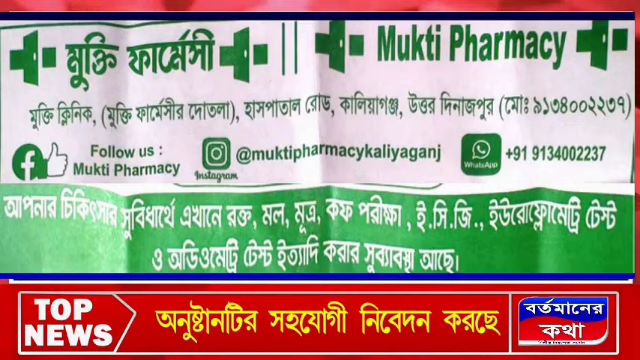 মুক্তি ফার্মেসী || Mukti Pharmacy
মুক্তি ক্লিনিক, (মুক্তি ফার্মেসীর দোতলা), হাসপাতাল রোড, কালিয়াগঞ্জ, উত্তর দিনাজপুর (মোঃ ৯১৩৪০০২২৩৭)
Follow us :
Mukti Pharmacy
Instagram
@muktipharmacykaliyaganj
WhatsApp
+91 9134002237
আপনার চিকিৎসার সুবিধার্থে এখানে রক্ত, মল, মূত্র, কফ পরীক্ষা , ই.সি.জি., ইউরোফ্লোমেট্রি টেস্ট
ও অডিওমেট্রি টেস্ট ইত্যাদি করার সুব্যাবস্থা আছে।
TOP
NEWS
অনুষ্টানটির সহযোগী নিবেদন করছে
বর্তমানের
কথা